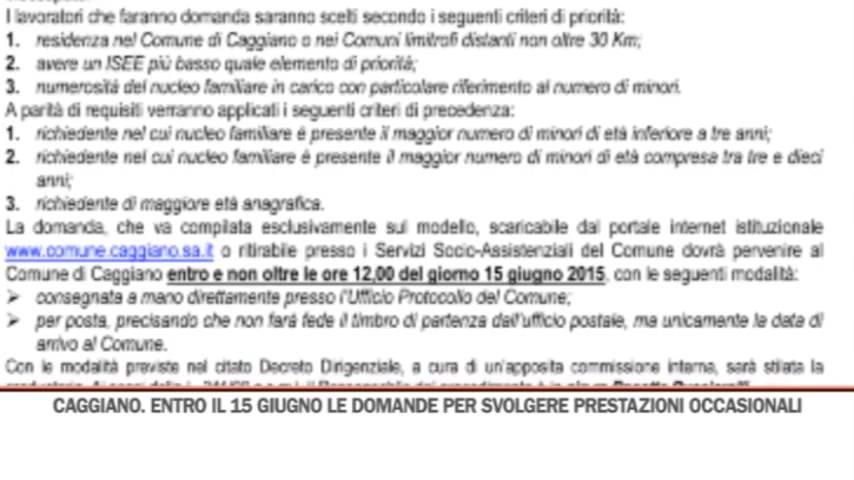 I lavoratori che faranno domanda saranno scelti secondo i seguenti criteri di priorità:
1. residenza nel Comune di Caggiano o nei Comuni limitrofi distanti non oltre 30 Km;
2. avere un ISEE più basso quale elemento di priorità;
3. numerosità del nucleo familiare in carico con particolare riferimento al numero di minori.
A parità di requisiti verranno applicati i seguenti criteri di precedenza:
1. richiedente nel cui nucleo familiare è presente il maggior numero di minori di età inferiore a tre anni;
2. richiedente nel cui nucleo familiare è presente il maggior numero di minori di età compresa tra tre e dieci
anni;
3. richiedente di maggiore età anagrafica.
La domanda, che va compilata esclusivamente sul modello, scaricabile dal portale internet istituzionale
www.comune.caggiano.sa.it o ritirabile presso i Servizi Socio-Assistenziali del Comune dovrà pervenire al
Comune di Caggiano entro e non oltre le ore 12,00 del giorno 15 giugno 2015, con le seguenti modalità:
➢ consegnata a mano direttamente presso l'Ufficio Protocollo del Comune;
➢ per posta, precisando che non farà fede il timbro di partenza dall'ufficio postale, ma unicamente la data di
arrivo al Comune.
Con le modalità previste nel citato Decreto Dirigenziale, a cura di un'apposita commissione interna, sarà stilata la
CAGGIANO. ENTRO IL 15 GIUGNO LE DOMANDE PER SVOLGERE PRESTAZIONI OCCASIONALI